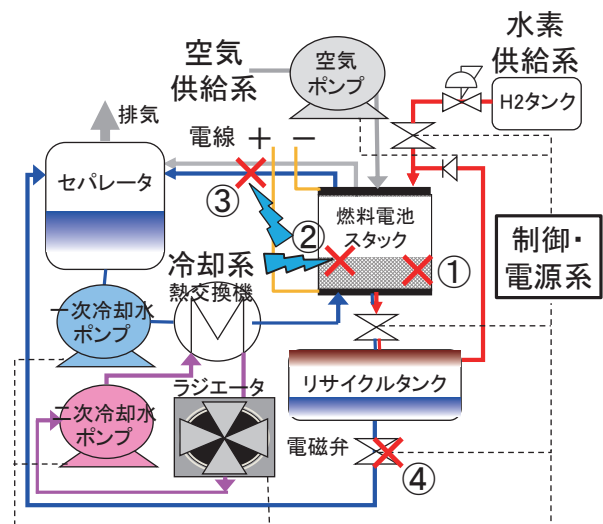 水素
供給系
空気
供給系
空気
ポンプ
H2タンク
排気
電線
+
−
セパレータ
③
②
①
燃料電池
スタック
制御・
電源系
冷却系
熱交換機
一次冷却水
ポンプ
リサイクルタンク
ラジエータ
二次冷却水
ポンプ
電磁弁
④